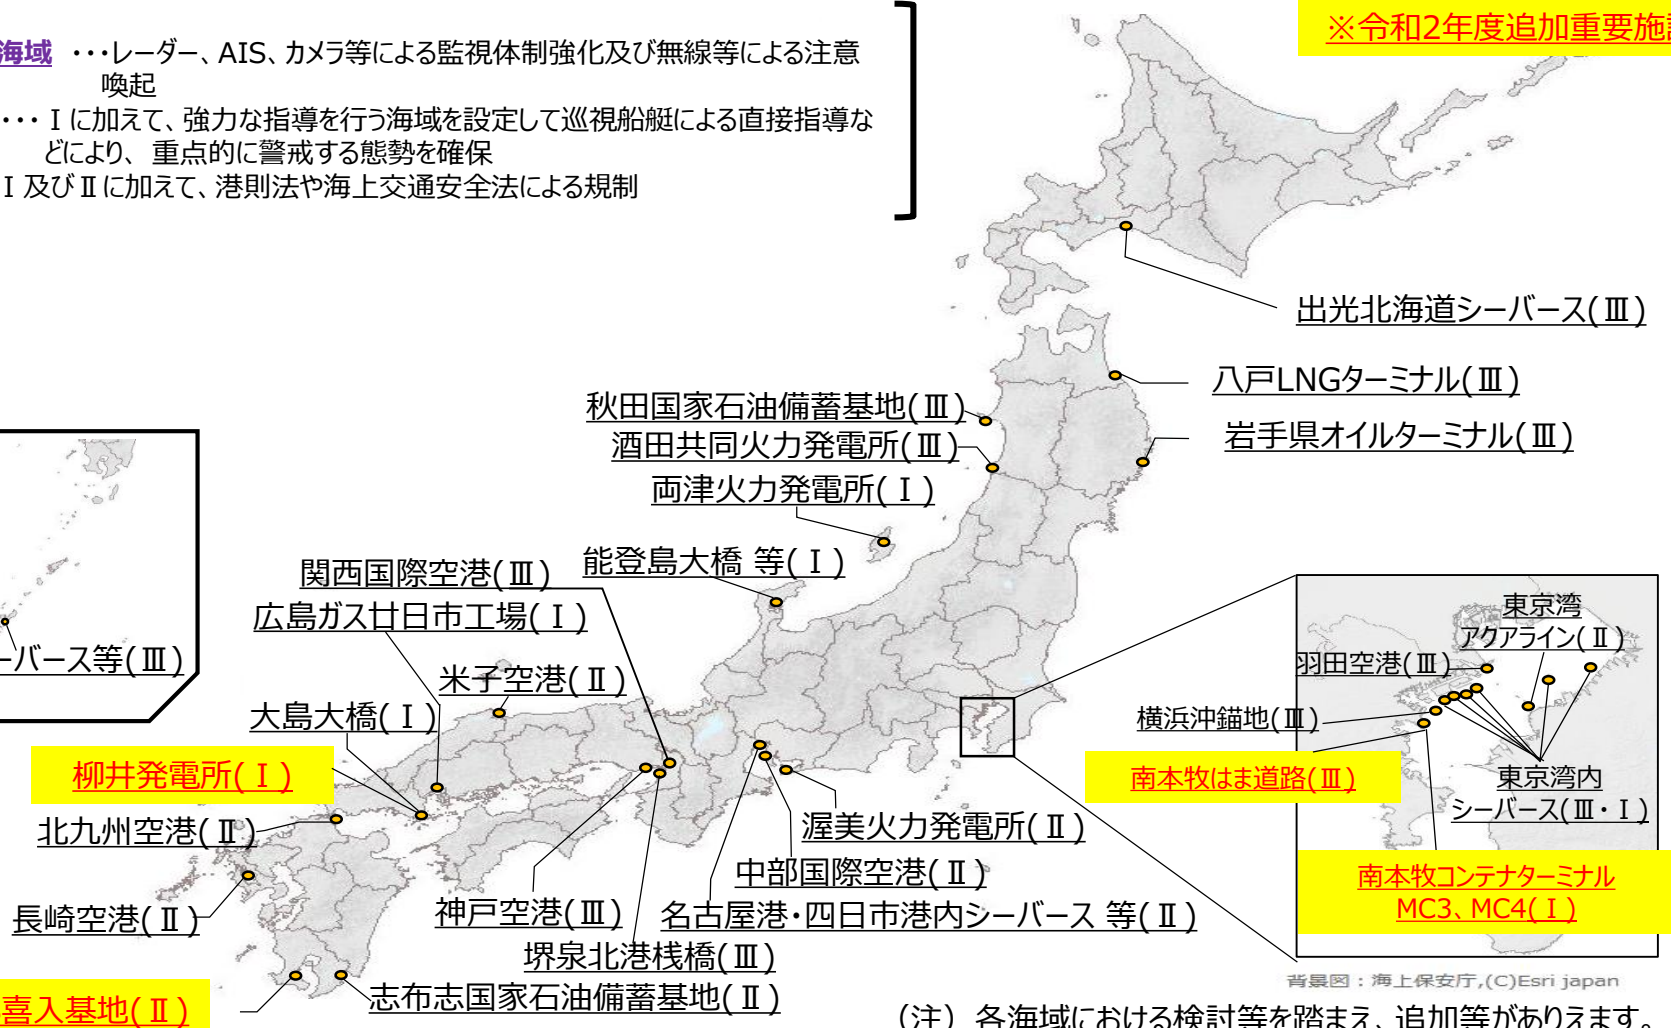 ※令和2年度追加重要施
海域 ・・・レーダー、AIS、カメラ等による監視体制強化及び無線等による注意
喚起
・・・Ⅰに加えて、強力な指導を行う海域を設定して巡視船艇による直接指導な
どにより、重点的に警戒する態勢を確保
Ⅰ及びⅡに加えて、港則法や海上交通安全法による規制
出光北海道シーバース(Ⅲ)
八戸LNGターミナル(Ⅲ)
秋田国家石油備蓄基地(Ⅲ)
岩手県オイルターミナル(Ⅲ)
酒田共同火力発電所(Ⅲ)
両津火力発電所(Ⅰ)
能登島大橋 等(Ⅰ)
関西国際空港(Ⅲ)
広島ガス廿日市工場(Ⅰ)
ーバース等(Ⅲ)
米子空港(Ⅱ)
大島大橋(Ⅰ)
柳井発電所(Ⅰ)
北九州空港(Ⅱ)
長崎空港(Ⅱ)
喜入基地(Ⅱ)
志布志国家石油備蓄基地(Ⅱ)
堺泉北港桟橋(Ⅲ)
神戸空港(Ⅲ)
名古屋港・四日市港内シーバース 等(Ⅱ)
中部国際空港(Ⅱ)
渥美火力発電所(Ⅱ)
東京湾
アクアライン(Ⅱ)
羽田空港(Ⅲ)
横浜沖錨地(Ⅲ)
南本牧はま道路(Ⅲ)
東京湾内
シーバース(Ⅲ・Ⅰ)
南本牧コンテナターミナル
MC3、MC4(Ⅰ)
背景図：海上保安庁,(C)Esri japan
（注）各海域における検討等を踏まえ、追加等がありえます。